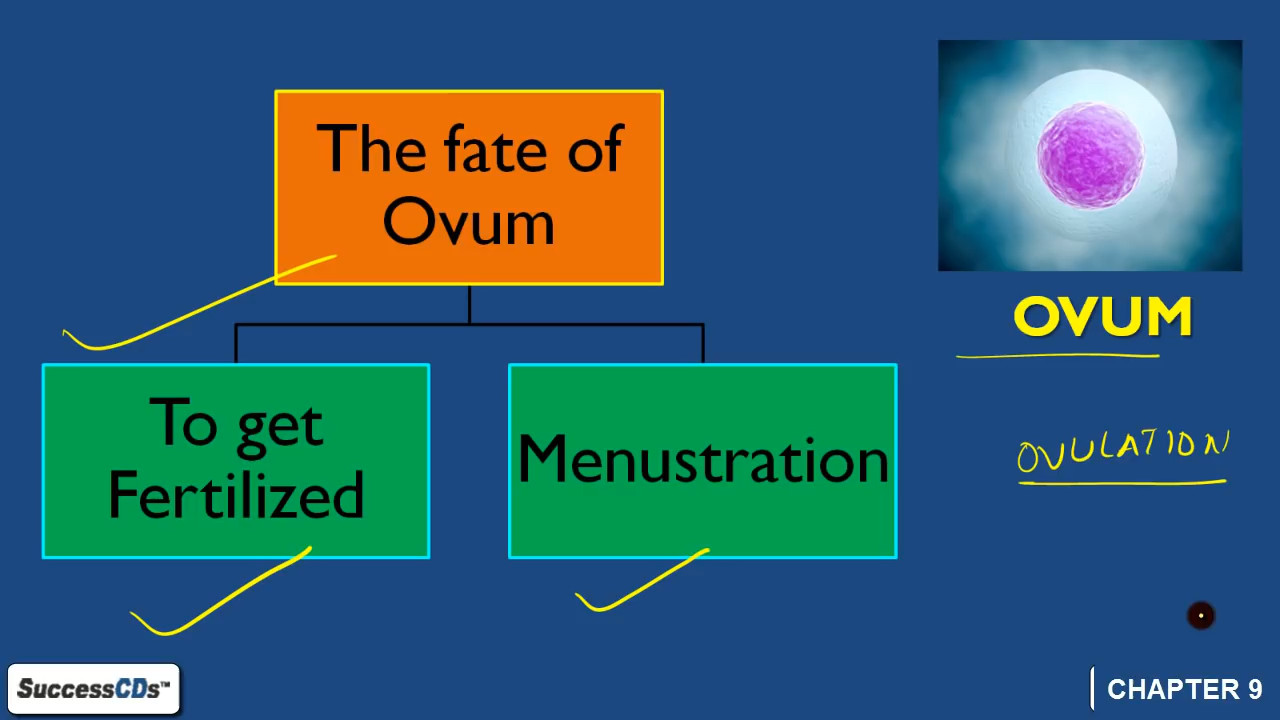 The fate of
Ovum
To get
Fertilized
Menustration
OVUM
OVULATION
SuccessCDs™
CHAPTER 9